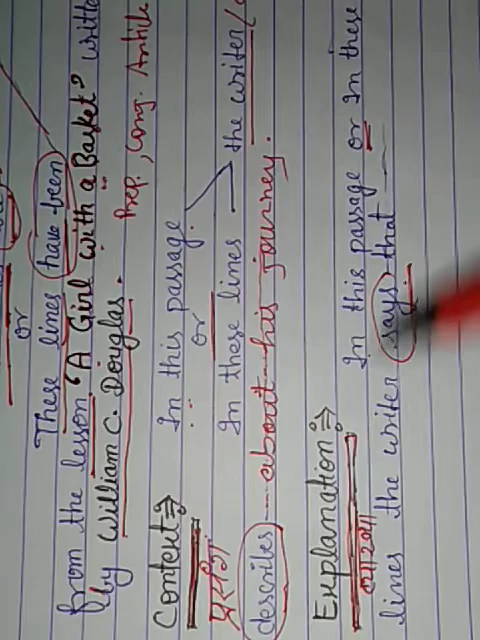 or
These lines have been
from the lesson "A Girl with a Basket"
by William C. Douglas. Prep, Conj. Article
Content⇒ In this passage
or
प्रसंग In these lines the writer
describes --- about his journey.
Explanation:⇒ In this passage or In these
व्याख्या
lines the writer says that